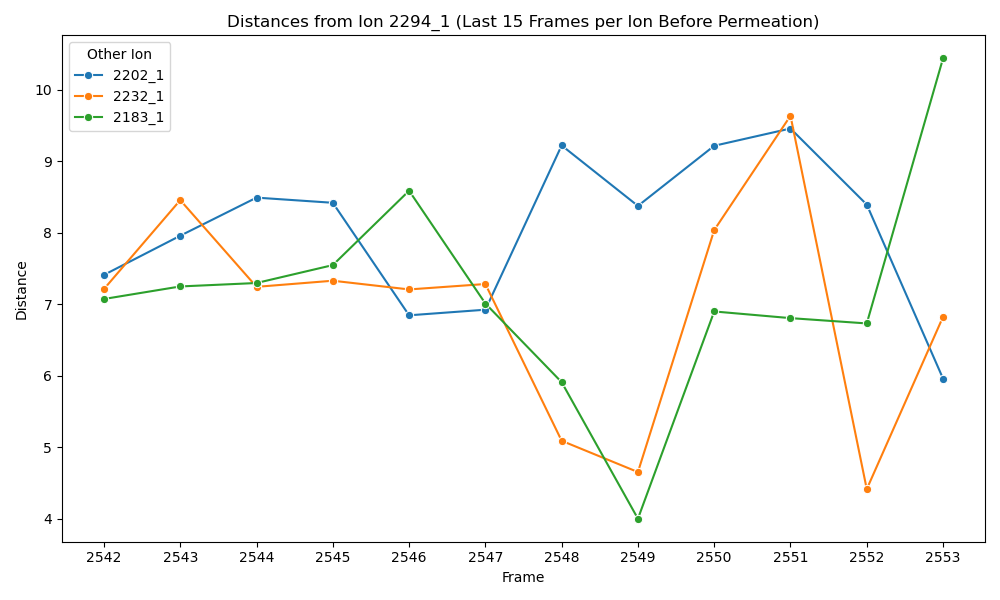 Distances from Ion 2294_1 (Last 15 Frames per Ion Before Permeation)
Other Ion
2202_1
2232_1
2183_1
Distance
10
9
8
7
6
5
4
2542 2543 2544 2545 2546 2547 2548 2549 2550 2551 2552 2553
Frame